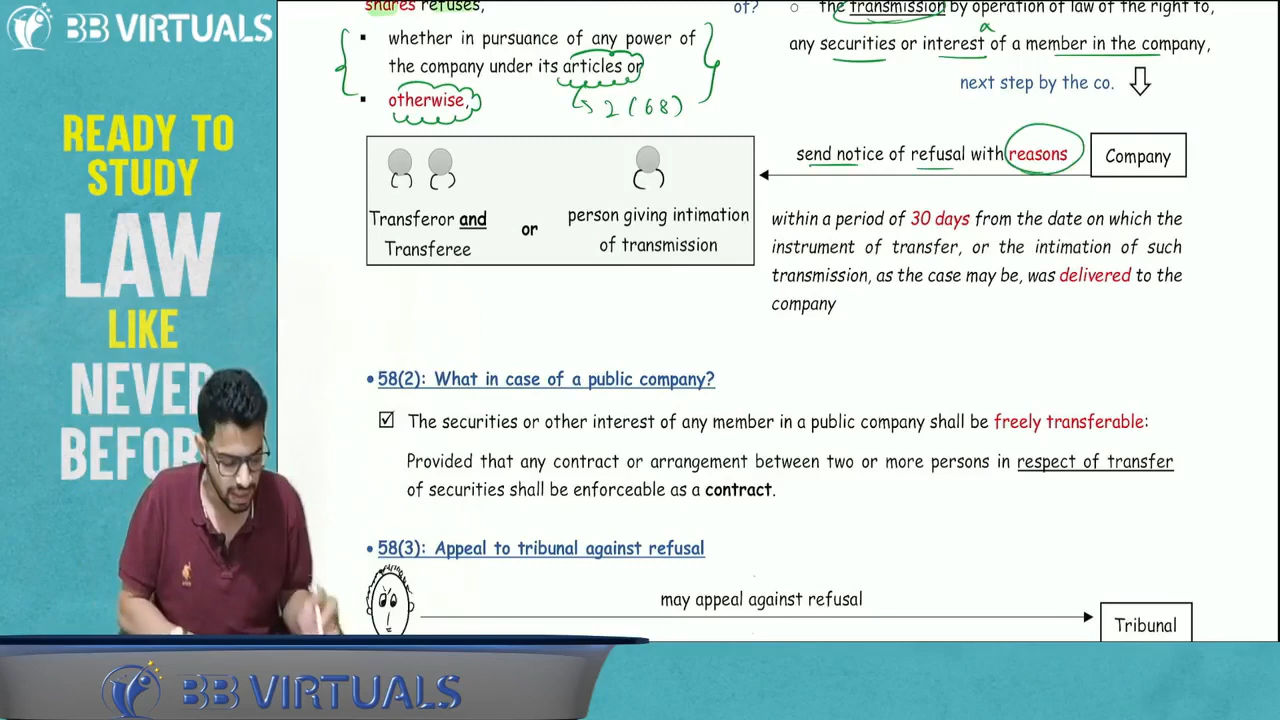 BB VIRTUALS
READY TO
STUDY
LAW
LIKE
NEVER
BEFOR
shares refuses,
▪ whether in pursuance of any power of
the company under its articles or
▪ otherwise,
2(68)
of?
○ the transmission by operation of law of the right to,
any securities or interest of a member in the company,
next step by the co.
send notice of refusal with reasons
Company
Transferor and
Transferee
or
person giving intimation
of transmission
within a period of 30 days from the date on which the
instrument of transfer, or the intimation of such
transmission, as the case may be, was delivered to the
company
• 58(2): What in case of a public company?
☑ The securities or other interest of any member in a public company shall be freely transferable:
Provided that any contract or arrangement between two or more persons in respect of transfer
of securities shall be enforceable as a contract.
• 58(3): Appeal to tribunal against refusal
may appeal against refusal
Tribunal
BB VIRTUALS